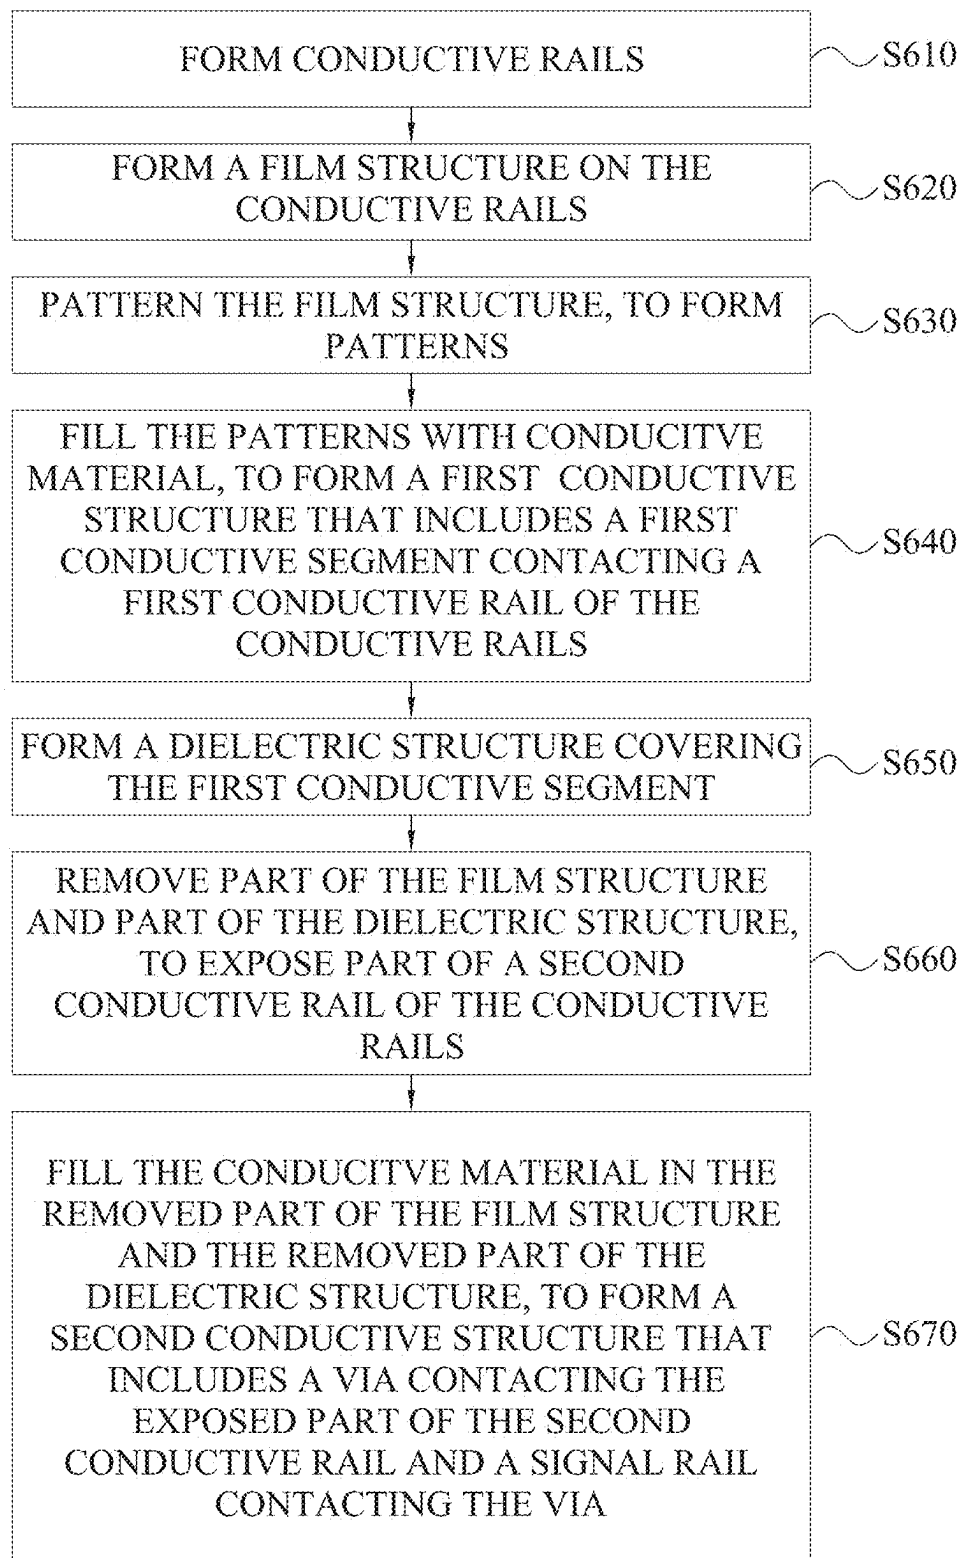 FORM CONDUCTIVE RAILS
S610
FORM A FILM STRUCTURE ON THE
CONDUCTIVE RAILS
S620
PATTERN THE FILM STRUCTURE, TO FORM
PATTERNS
S630
FILL THE PATTERNS WITH CONDUCITVE
MATERIAL, TO FORM A FIRST CONDUCTIVE
STRUCTURE THAT INCLUDES A FIRST
CONDUCTIVE SEGMENT CONTACTING A
FIRST CONDUCTIVE RAIL OF THE
CONDUCTIVE RAILS
S640
FORM A DIELECTRIC STRUCTURE COVERING
THE FIRST CONDUCTIVE SEGMENT
S650
REMOVE PART OF THE FILM STRUCTURE
AND PART OF THE DIELECTRIC STRUCTURE,
TO EXPOSE PART OF A SECOND
CONDUCTIVE RAIL OF THE CONDUCTIVE
RAILS
S660
FILL THE CONDUCITVE MATERIAL IN THE
REMOVED PART OF THE FILM STRUCTURE
AND THE REMOVED PART OF THE
DIELECTRIC STRUCTURE, TO FORM A
SECOND CONDUCTIVE STRUCTURE THAT
INCLUDES A VIA CONTACTING THE
EXPOSED PART OF THE SECOND
CONDUCTIVE RAIL AND A SIGNAL RAIL
CONTACTING THE VIA
S670